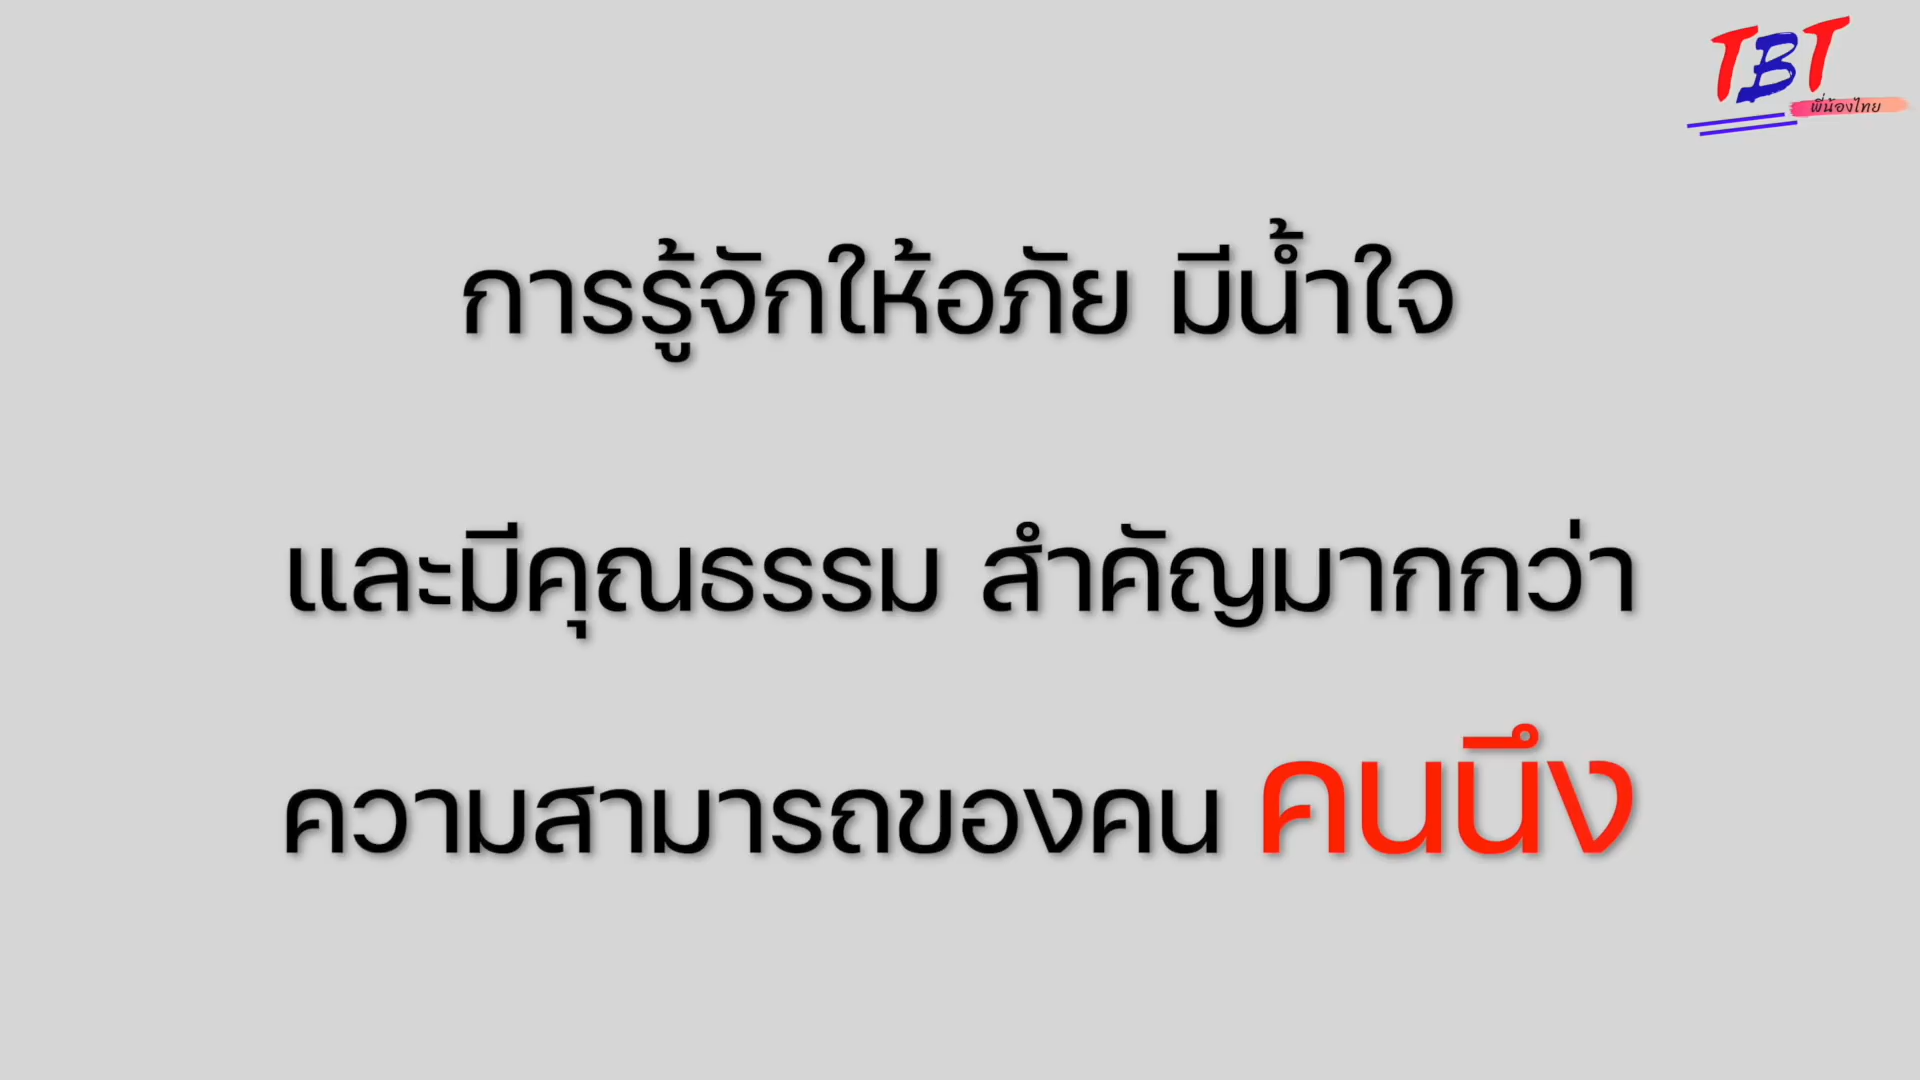 TBT
พี่น้องไทย
การรู้จักให้อภัย มีน้ำใจ
และมีคุณธรรม สำคัญมากกว่า
ความสามารถของคน คนนึง